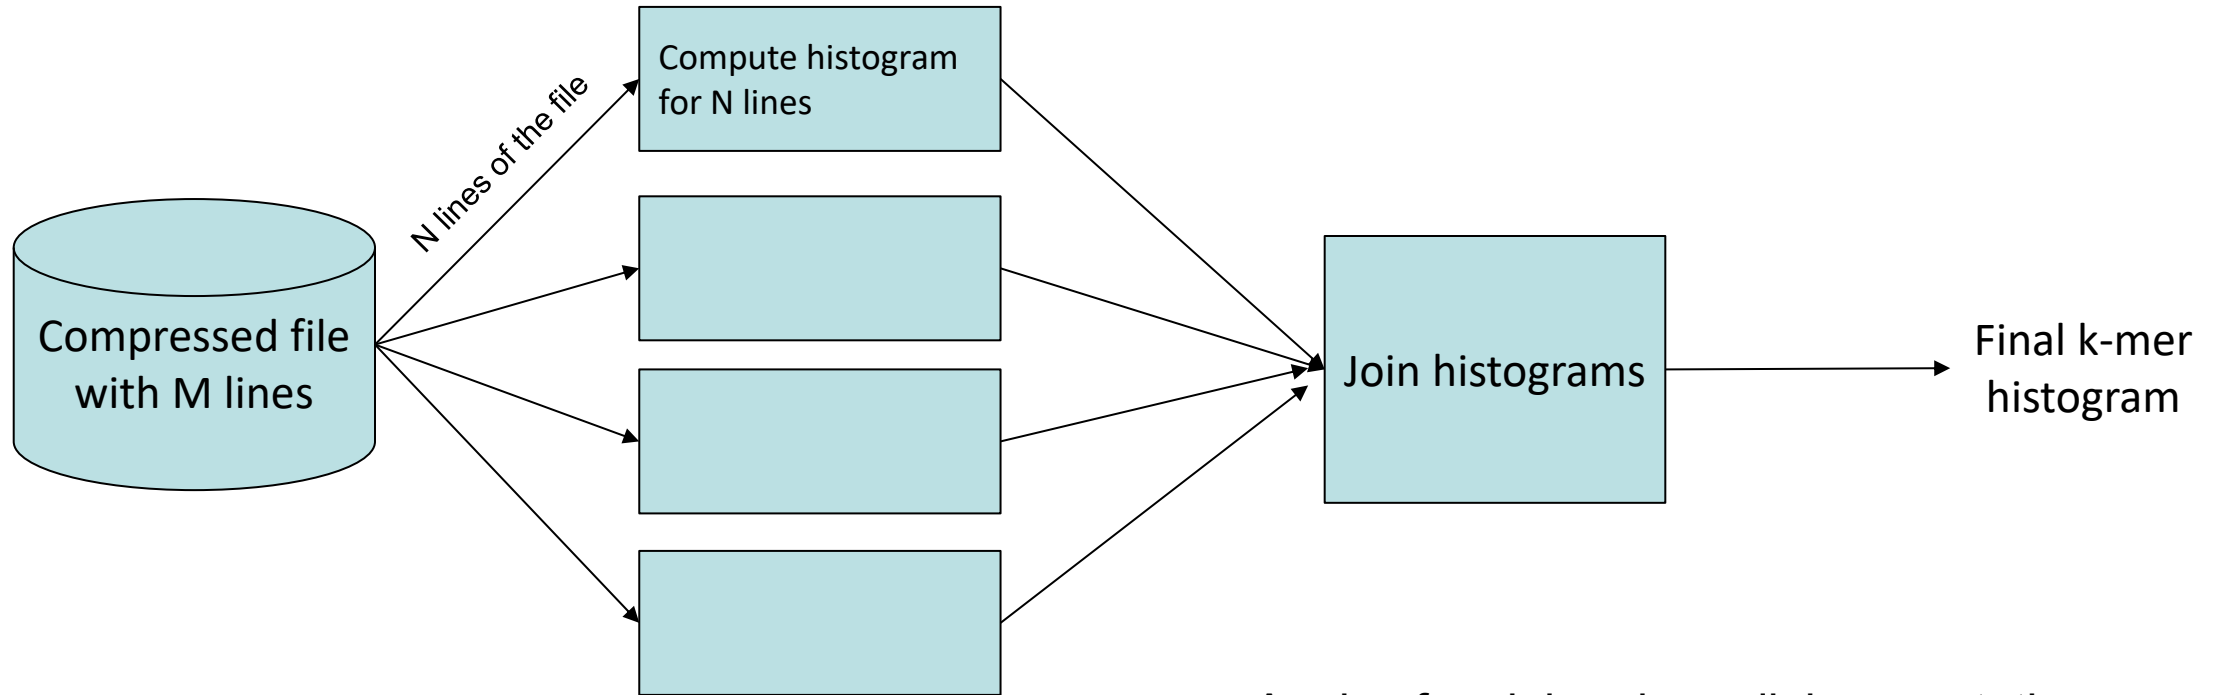 Compute histogram
for N lines
N lines of the file
Compressed file
with M lines
Join histograms
Final k-mer
histogram